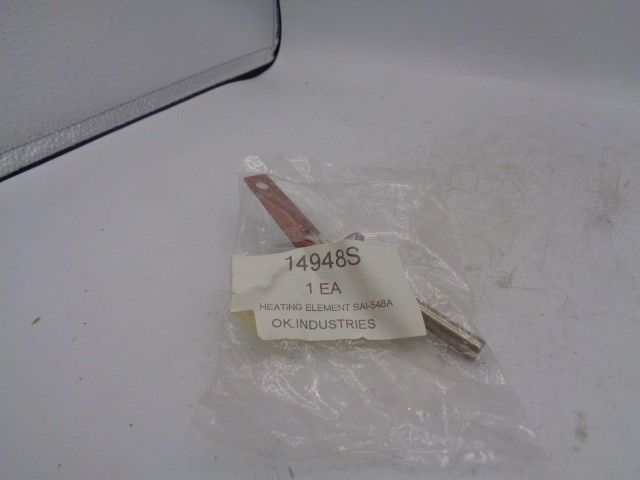 14948S
1 EA
HEATING ELEMENT SAI-548A
OK.INDUSTRIES